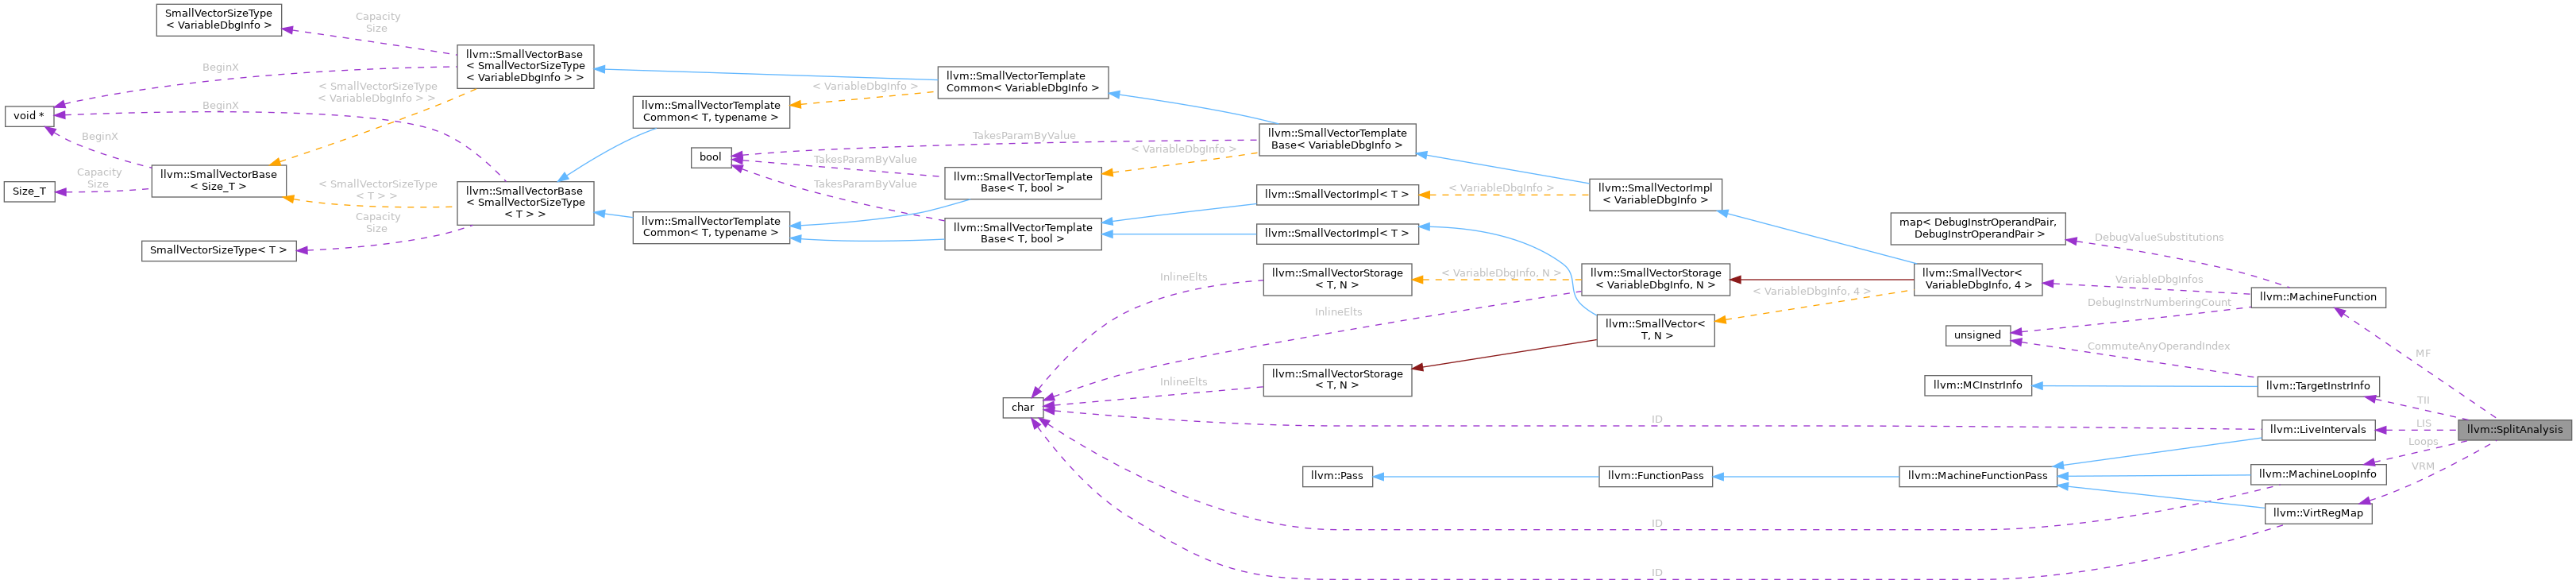 SmallVectorSizeType
< VariableDbgInfo >
Capacity
Size
llvm::SmallVectorBase
< SmallVectorSizeType
< VariableDbgInfo > >
BeginX
< SmallVectorSizeType
< VariableDbgInfo > >
BeginX
void *
BeginX
llvm::SmallVectorBase
< Size_T >
Capacity
Size
Size_T
< SmallVectorSizeType
< T > >
Capacity
Size
SmallVectorSizeType< T >
llvm::SmallVectorBase
< SmallVectorSizeType
< T > >
llvm::SmallVectorTemplate
Common< T, typename >
< VariableDbgInfo >
llvm::SmallVectorTemplate
Common< VariableDbgInfo >
bool
TakesParamByValue
TakesParamByValue
TakesParamByValue
< VariableDbgInfo >
llvm::SmallVectorTemplate
Base< VariableDbgInfo >
llvm::SmallVectorTemplate
Base< T, bool >
llvm::SmallVectorTemplate
Common< T, typename >
llvm::SmallVectorTemplate
Base< T, bool >
llvm::SmallVectorImpl< T >
< VariableDbgInfo >
llvm::SmallVectorImpl
< VariableDbgInfo >
llvm::SmallVectorImpl< T >
map< DebugInstrOperandPair,
DebugInstrOperandPair >
DebugValueSubstitutions
InlineElts
llvm::SmallVectorStorage
< T, N >
< VariableDbgInfo, N >
llvm::SmallVectorStorage
< VariableDbgInfo, N >
llvm::SmallVector<
VariableDbgInfo, 4 >
VariableDbgInfos
< VariableDbgInfo, 4 >
llvm::MachineFunction
DebugInstrNumberingCount
InlineElts
llvm::SmallVector<
T, N >
unsigned
CommuteAnyOperandIndex
MF
InlineElts
llvm::SmallVectorStorage
< T, N >
llvm::MCInstrInfo
llvm::TargetInstrInfo
TII
char
ID
llvm::LiveIntervals
LIS
llvm::SplitAnalysis
Loops
VRM
llvm::Pass
llvm::FunctionPass
llvm::MachineFunctionPass
llvm::MachineLoopInfo
llvm::VirtRegMap
ID
ID